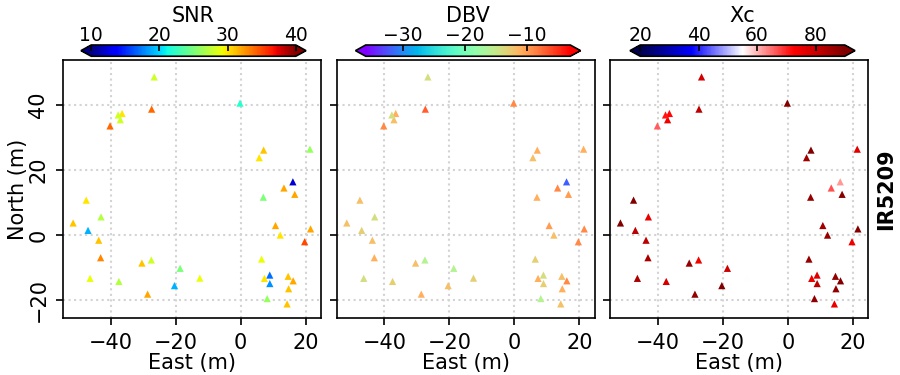 SNR DBV Xc
10 20 30 40 −30 −20 −10 20 40 60 80
40
20
0
−20
North (m)
IR5209
−40 −20 0 20 −40 −20 0 20 −40 −20 0 20
East (m) East (m) East (m)